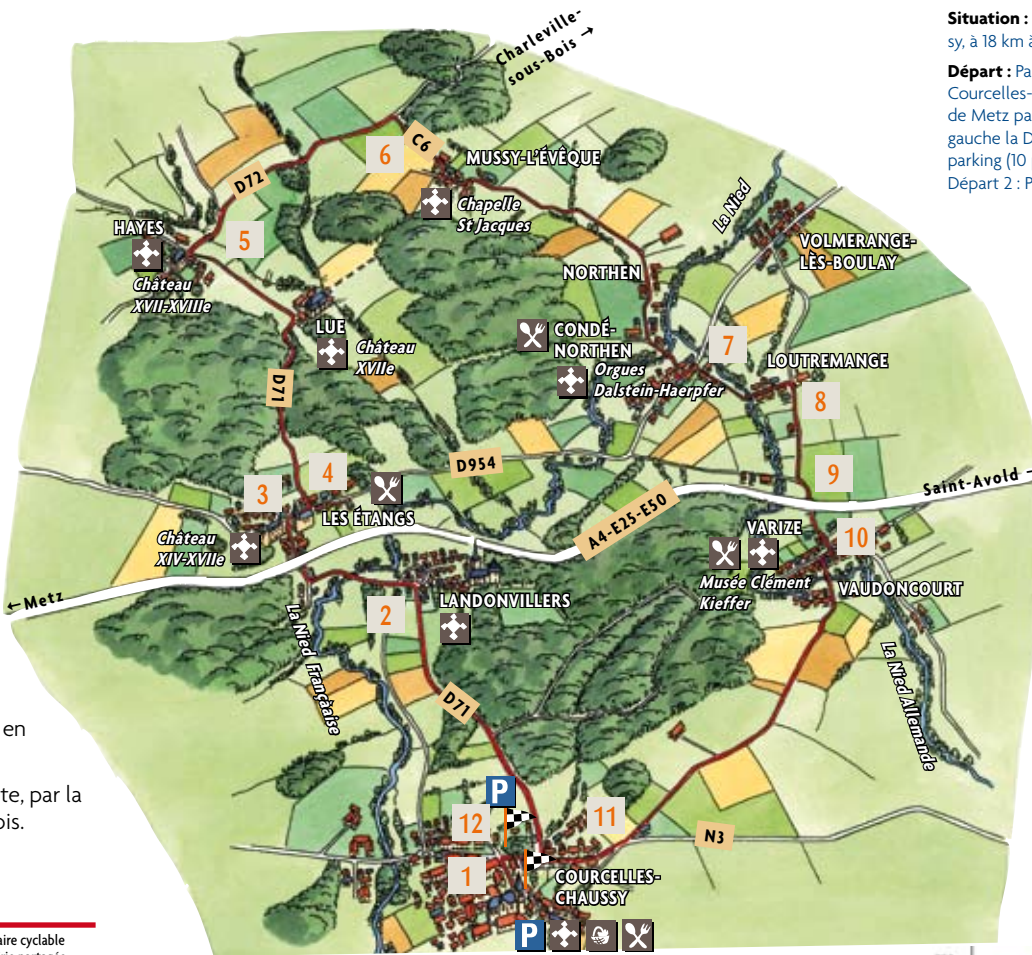 Situation :
sy, à 18 km à
Départ : Pa
Courcelles-
de Metz pa
gauche la D
parking (10
Départ 2 : P
Charleville-
sous-Bois →
6
C6
MUSSY-L'ÉVÊQUE
D72
Chapelle
St Jacques
La Nied
HAYES
5
VOLMERANGE-
LÈS-BOULAY
Château
XVII-XVIIIe
NORTHEN
LUE
Château
XVIIe
CONDÉ-
NORTHEN
Orgues
Dalstein-Haerpfer
7
LOUTREMANGE
D71
8
D954
4
3
9
Saint-Avold →
LES ÉTANGS
A4-E25-E50
Château
XIV-XVIIe
VARIZE
10
Musée Clément
Kieffer
VAUDONCOURT
← Metz
LANDONVILLERS
2
La Nied Françàaise
La Nied Allemande
D71
en
te, par la
ois.
P
12
11
N3
1
COURCELLES-
CHAUSSY
P
aire cyclable